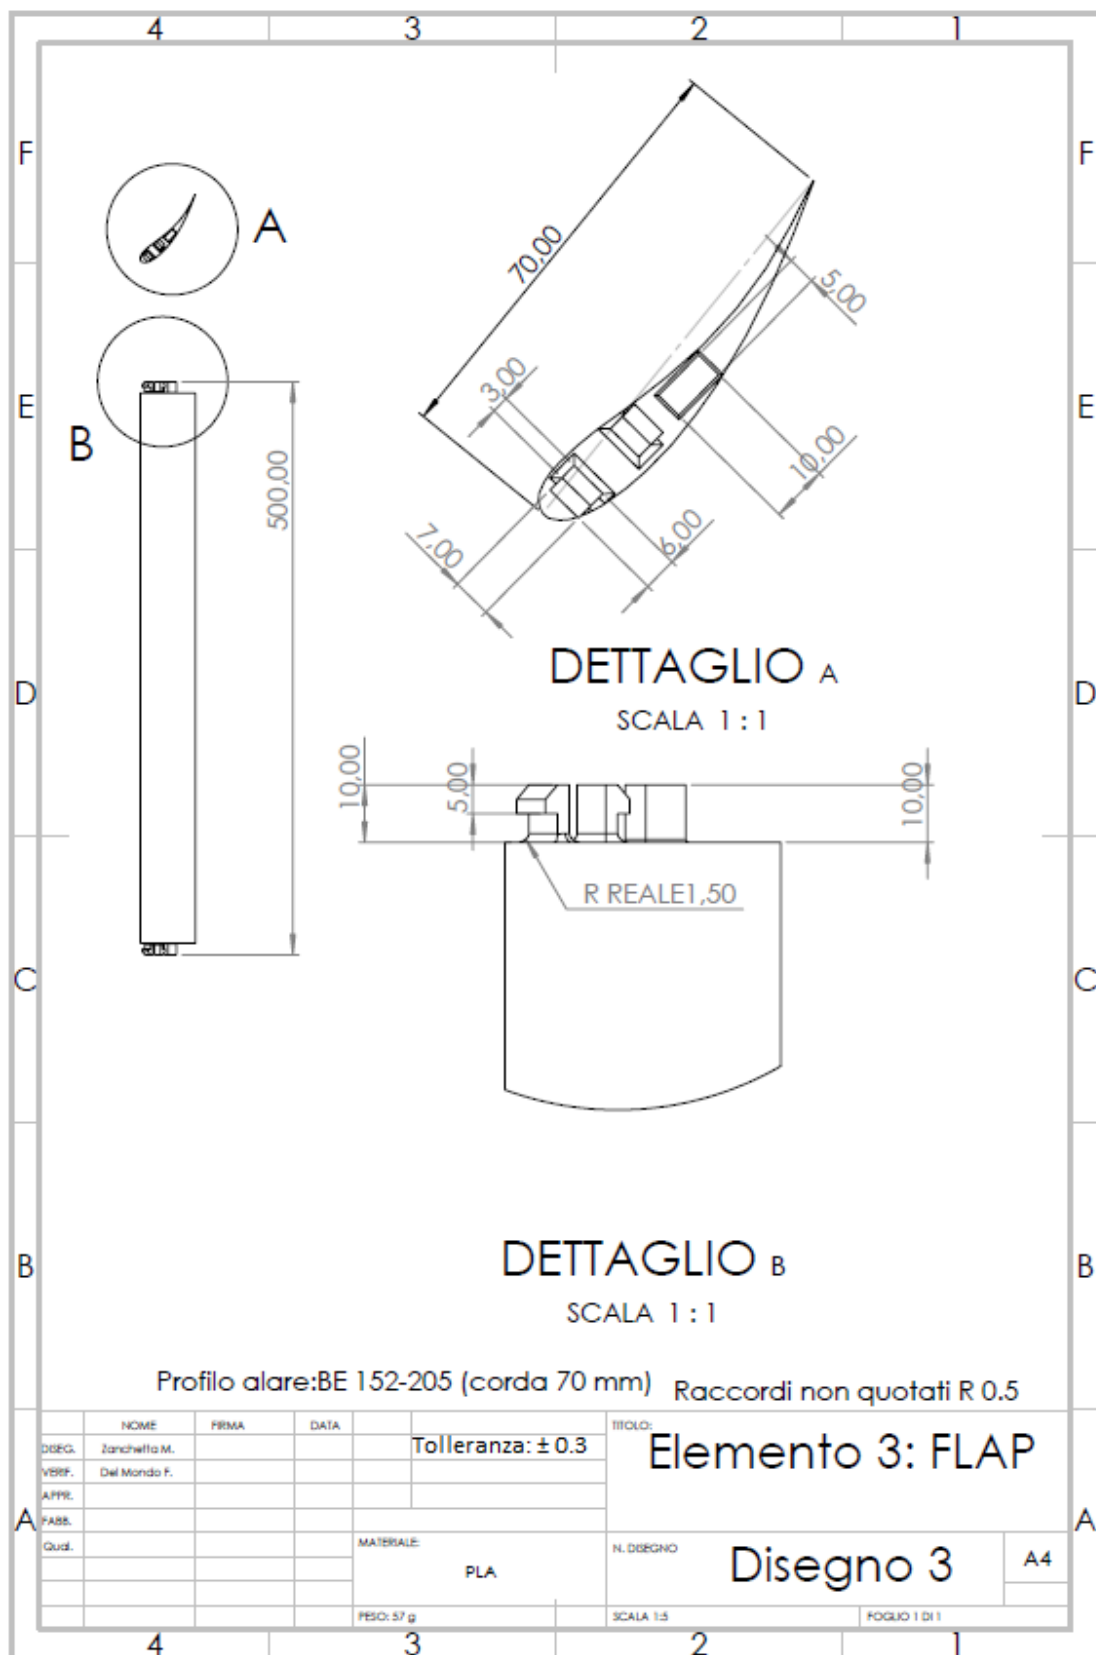 4 3 2 1
F F
A
70,00
5,00
3,00
E E
B
10,00
500,00
7,00
6,00
DETTAGLIO A
D D
SCALA 1 : 1
10,00
5,00
10,00
R REALE1,50
C C
DETTAGLIO B
B B
SCALA 1 : 1
Profilo alare:BE 152-205 (corda 70 mm)
Raccordi non quotati R 0.5
NOME FIRMA DATA
TITOLO:
DISEG. Zanchetta M.
Tolleranza: ± 0.3
Elemento 3: FLAP
VERIF. Del Mondo F.
APPR.
A A
FABB.
Qual.
MATERIALE:
PLA
N. DISEGNO
Disegno 3
A4
PESO: 57 g
SCALA 1:5
FOGLIO 1 DI 1
4 3 2 1